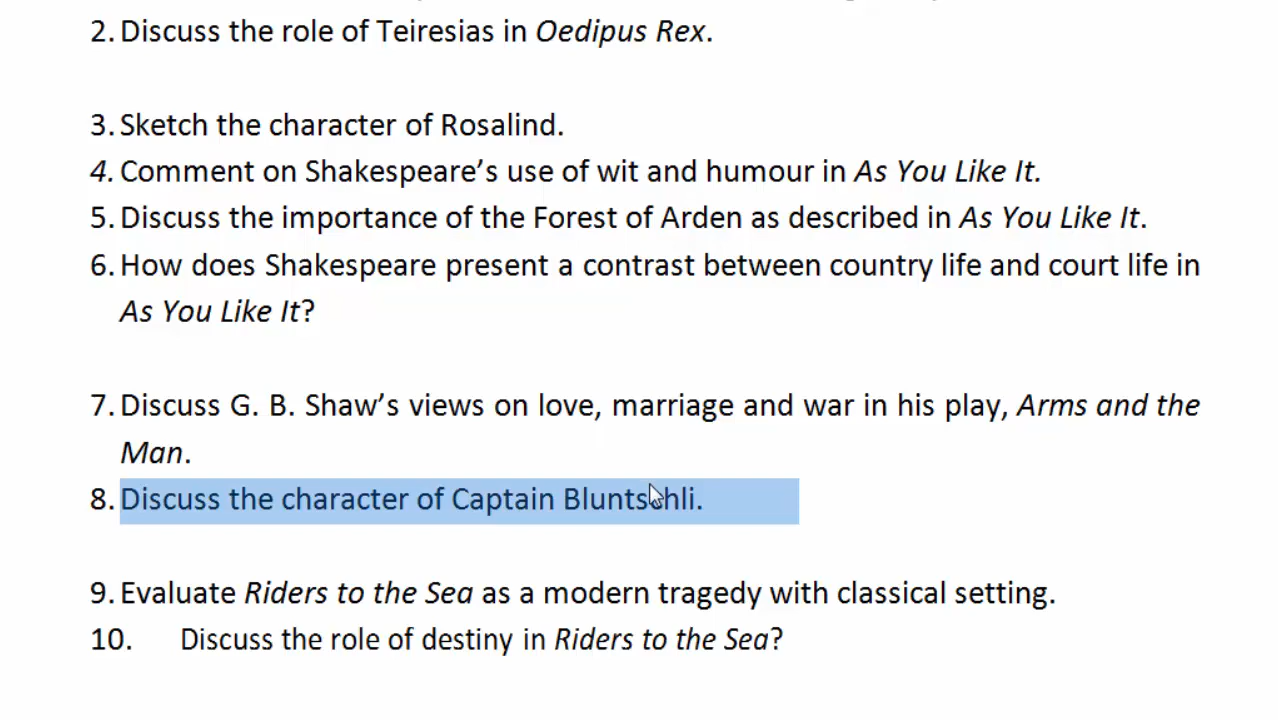 2. Discuss the role of Teiresias in Oedipus Rex.
3. Sketch the character of Rosalind.
4. Comment on Shakespeare’s use of wit and humour in As You Like It.
5. Discuss the importance of the Forest of Arden as described in As You Like It.
6. How does Shakespeare present a contrast between country life and court life in
As You Like It?
7. Discuss G. B. Shaw’s views on love, marriage and war in his play, Arms and the
Man.
8. Discuss the character of Captain Bluntschli.
9. Evaluate Riders to the Sea as a modern tragedy with classical setting.
10. Discuss the role of destiny in Riders to the Sea?